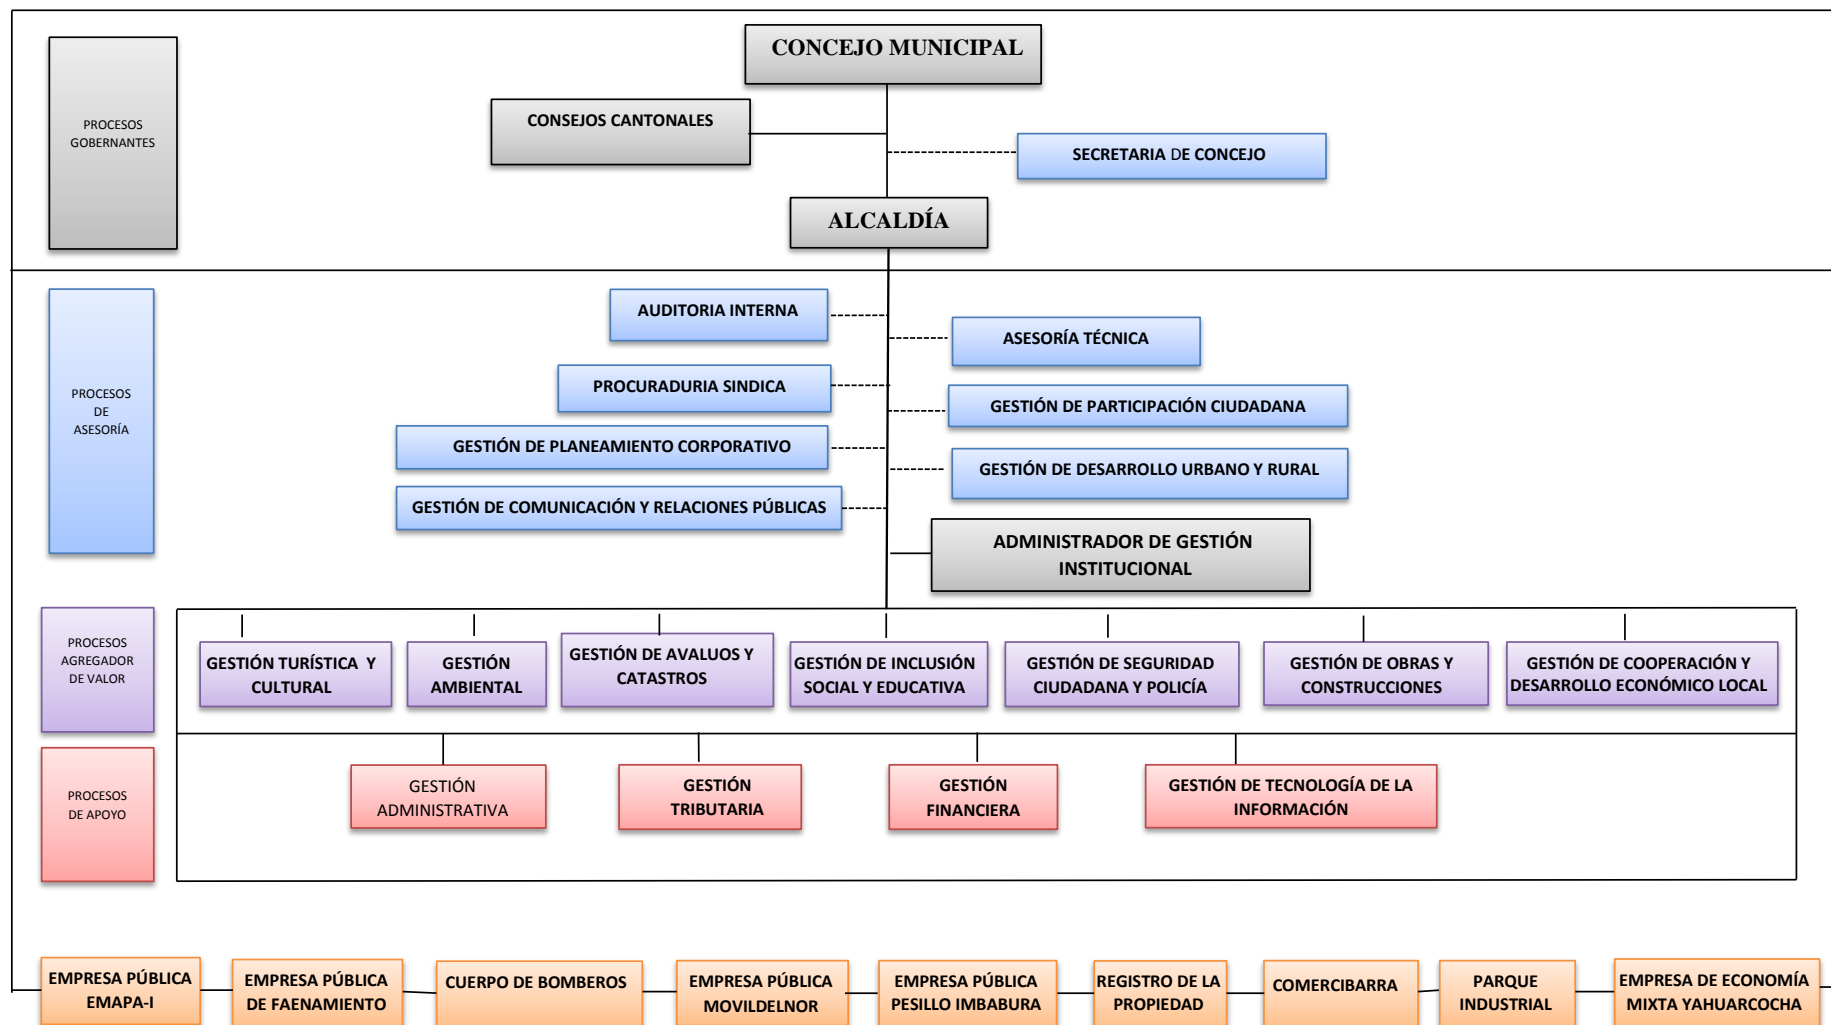 CONCEJO MUNICIPAL
PROCESOS
GOBERNANTES
CONSEJOS CANTONALES
SECRETARIA DE CONCEJO
ALCALDÍA
PROCESOS
DE
ASESORÍA
AUDITORIA INTERNA
ASESORÍA TÉCNICA
PROCURADURIA SINDICA
GESTIÓN DE PARTICIPACIÓN CIUDADANA
GESTIÓN DE PLANEAMIENTO CORPORATIVO
GESTIÓN DE DESARROLLO URBANO Y RURAL
GESTIÓN DE COMUNICACIÓN Y RELACIONES PÚBLICAS
ADMINISTRADOR DE GESTIÓN
INSTITUCIONAL
PROCESOS
AGREGADOR
DE VALOR
GESTIÓN TURÍSTICA Y
CULTURAL
GESTIÓN
AMBIENTAL
GESTIÓN DE AVALUOS Y
CATASTROS
GESTIÓN DE INCLUSIÓN
SOCIAL Y EDUCATIVA
GESTIÓN DE SEGURIDAD
CIUDADANA Y POLICÍA
GESTIÓN DE OBRAS Y
CONSTRUCCIONES
GESTIÓN DE COOPERACIÓN Y
DESARROLLO ECONÓMICO LOCAL
PROCESOS
DE APOYO
GESTIÓN
ADMINISTRATIVA
GESTIÓN
TRIBUTARIA
GESTIÓN
FINANCIERA
GESTIÓN DE TECNOLOGÍA DE LA
INFORMACIÓN
EMPRESA PÚBLICA
EMAPA-I
EMPRESA PÚBLICA
DE FAENAMIENTO
CUERPO DE BOMBEROS
EMPRESA PÚBLICA
MOVILDELNOR
EMPRESA PÚBLICA
PESILLO IMBABURA
REGISTRO DE LA
PROPIEDAD
COMERCIBARRA
PARQUE
INDUSTRIAL
EMPRESA DE ECONOMÍA
MIXTA YAHUARCOCHA